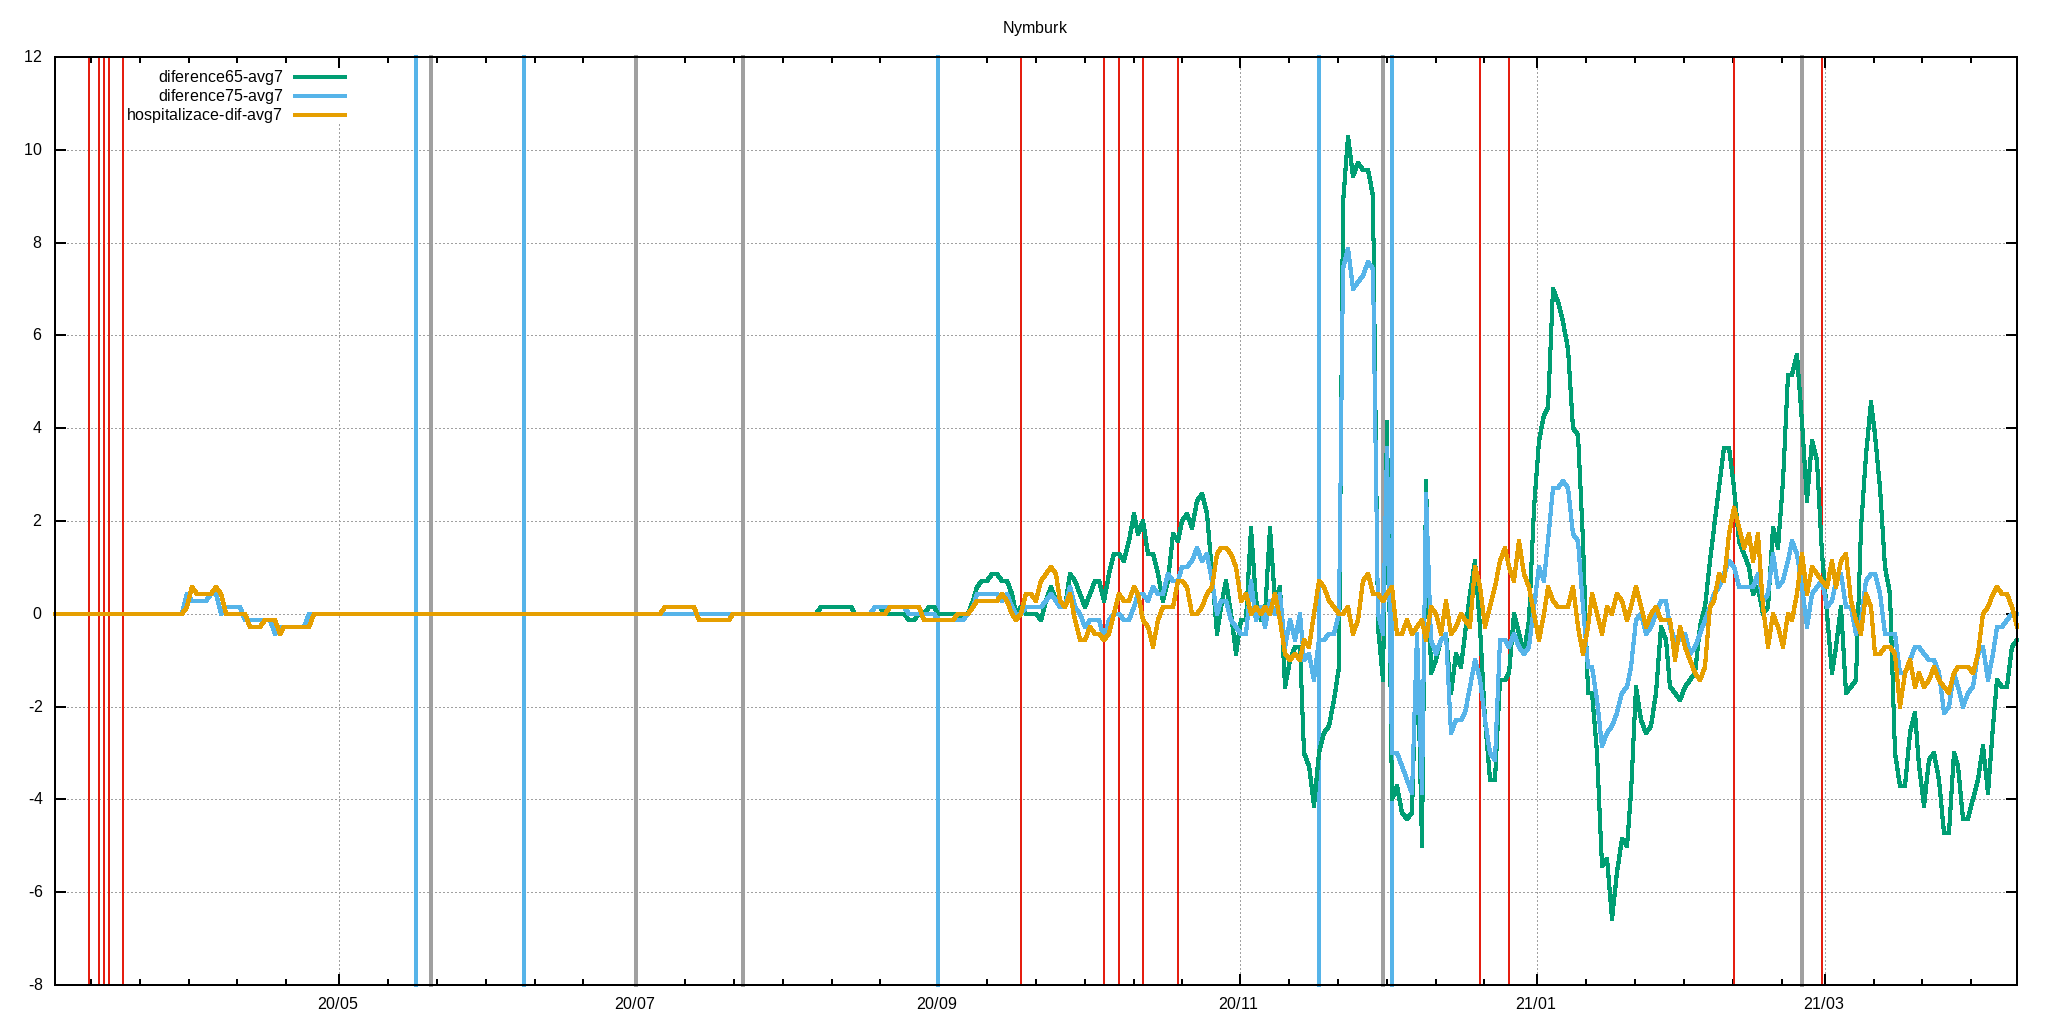 Nymburk
12
diference65-avg7
diference75-avg7
hospitalizace-dif-avg7
10
8
6
4
2
0
-2
-4
-6
-8
20/05 20/07 20/09 20/11 21/01 21/03